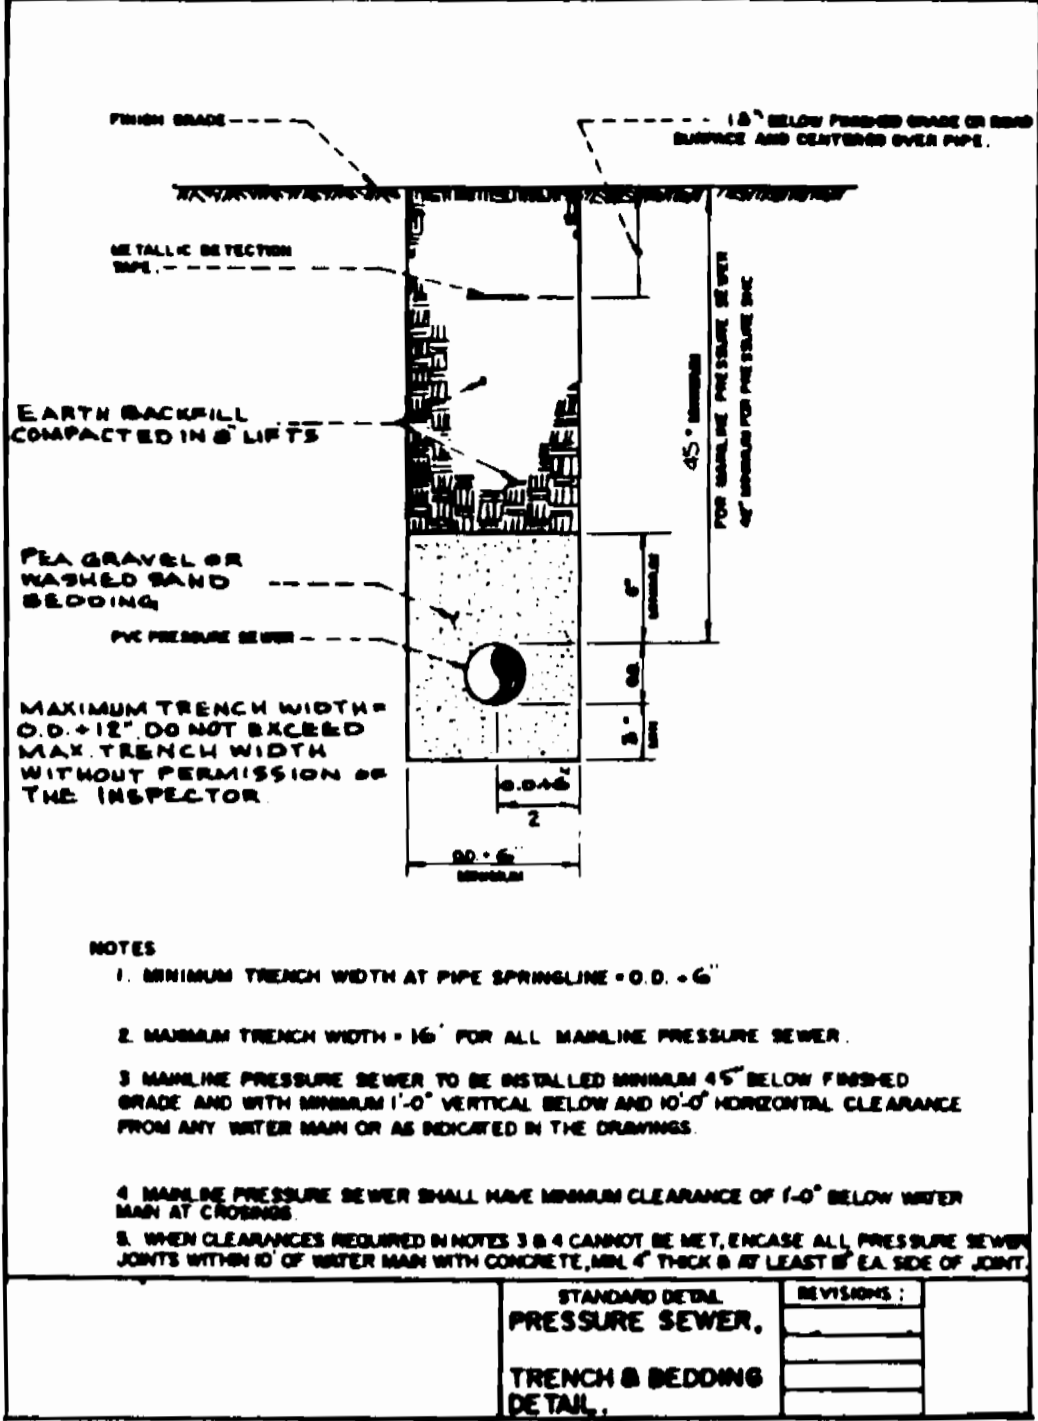 FINISH GRADE
18" BELOW FINISHED GRADE OR ROAD
SURFACE AND CENTERED OVER PIPE.
METALLIC DETECTION
TAPE.
EARTH BACKFILL
COMPACTED IN LIFTS
PEA GRAVEL OR
WASHED SAND
BEDDING
PVC PRESSURE SEWER
MAXIMUM TRENCH WIDTH =
O.D. + 12". DO NOT EXCEED
MAX. TRENCH WIDTH
WITHOUT PERMISSION OF
THE INSPECTOR
45" MINIMUM
FOR MAINLINE PRESSURE SEWER
MINIMUM FOR PRESSURE
6"
MINIMUM
O.D.
MIN
O.D.+6"
2
O.D. + 6"
MINIMUM
NOTES
1. MINIMUM TRENCH WIDTH AT PIPE SPRINGLINE = O.D. + 6"
2. MAXIMUM TRENCH WIDTH = FOR ALL MAINLINE PRESSURE SEWER.
3 MAINLINE PRESSURE SEWER TO BE INSTALLED MINIMUM 45" BELOW FINISHED
GRADE AND WITH MINIMUM 1'-0" VERTICAL BELOW AND 10'-0" HORIZONTAL CLEARANCE
FROM ANY WATER MAIN OR AS INDICATED IN THE DRAWINGS.
4 MAINLINE PRESSURE SEWER SHALL HAVE MINIMUM CLEARANCE OF 1'-0" BELOW WATER
MAIN AT CROSINGS.
5. WHEN CLEARANCES REQUIRED IN NOTES 3 & 4 CANNOT BE MET, ENCASE ALL PRESSURE SEWER
JOINTS WITHIN 10' OF WATER MAIN WITH CONCRETE, MIN. 4" THICK & AT LEAST EA. SIDE OF JOINT.
STANDARD DETAIL
PRESSURE SEWER.
TRENCH & BEDDING
DETAIL.
REVISIONS :